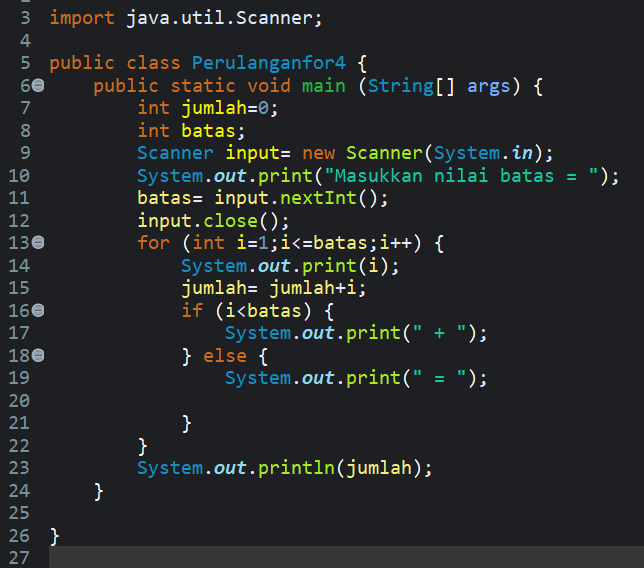 3 import java.util.Scanner;
4
5 public class Perulanganfor4 {
6 public static void main (String[] args) {
7 int jumlah=0;
8 int batas;
9 Scanner input= new Scanner(System.in);
10 System.out.print("Masukkan nilai batas = ");
11 batas= input.nextInt();
12 input.close();
13 for (int i=1;i<=batas;i++) {
14 System.out.print(i);
15 jumlah= jumlah+i;
16 if (i<batas) {
17 System.out.print(" + ");
18 } else {
19 System.out.print(" = ");
20
21 }
22 }
23 System.out.println(jumlah);
24 }
25
26 }
27